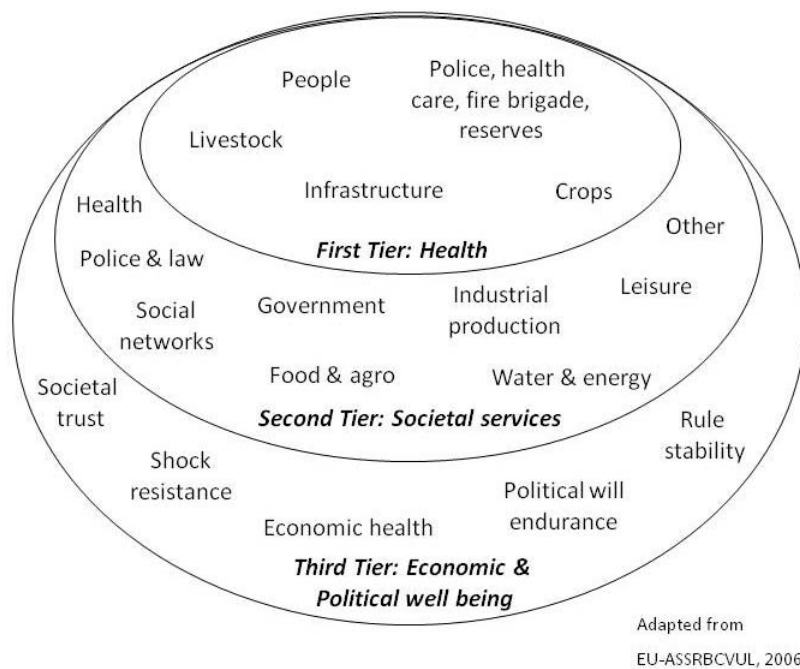 People
Police, health
care, fire brigade,
reserves
Livestock
Infrastructure
Crops
First Tier: Health
Health
Other
Police & law
Leisure
Social
networks
Government
Industrial
production
Food & agro
Water & energy
Second Tier: Societal services
Societal
trust
Rule
stability
Shock
resistance
Political will
endurance
Economic health
Third Tier: Economic &
Political well being
Adapted from
EU-ASSRBCVUL, 2006